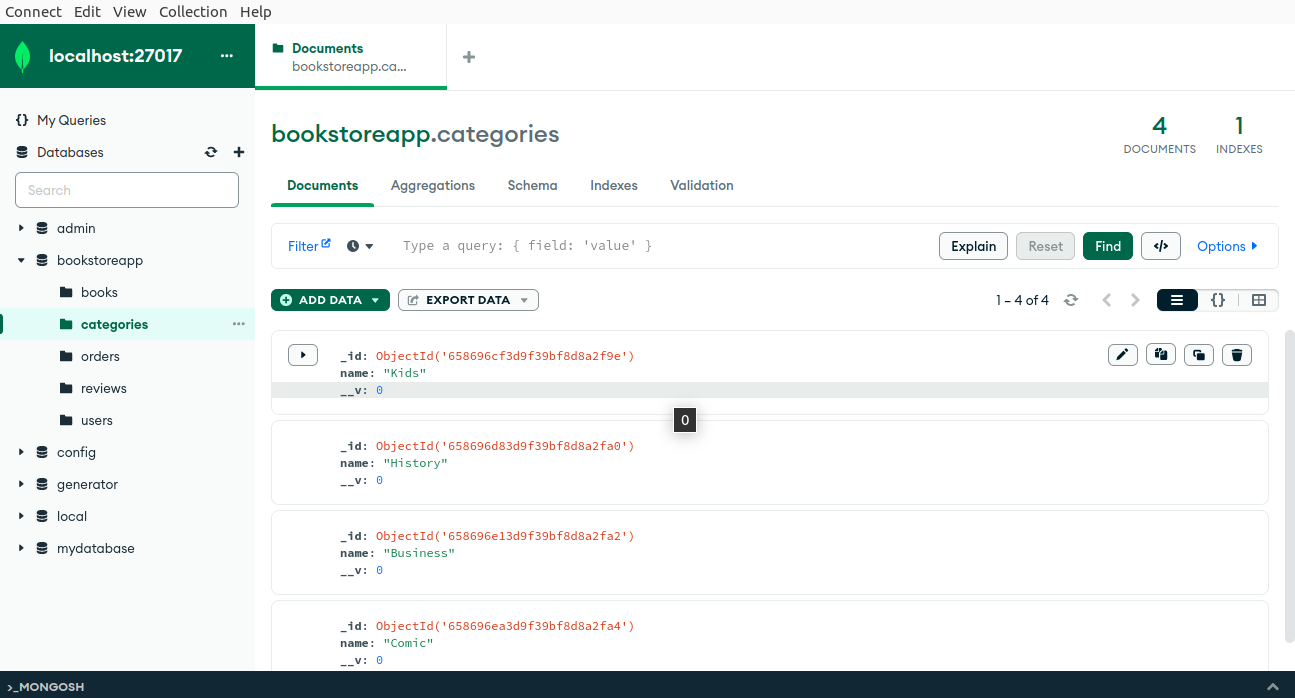 Connect Edit View Collection Help
localhost:27017 ...
Documents
bookstoreapp.ca...
My Queries
Databases
Search
admin
bookstoreapp
books
categories ...
orders
reviews
users
config
generator
local
mydatabase
bookstoreapp.categories
4
DOCUMENTS
1
INDEXES
Documents Aggregations Schema Indexes Validation
Filter Type a query: { field: 'value' } Explain Reset Find </> Options
ADD DATA EXPORT DATA 1 – 4 of 4 {}
_id: ObjectId('658696cf3d9f39bf8d8a2f9e')
name: "Kids"
__v: 0
0
_id: ObjectId('658696d83d9f39bf8d8a2fa0')
name: "History"
__v: 0
_id: ObjectId('658696e13d9f39bf8d8a2fa2')
name: "Business"
__v: 0
_id: ObjectId('658696ea3d9f39bf8d8a2fa4')
name: "Comic"
__v: 0
>_MONGOSH